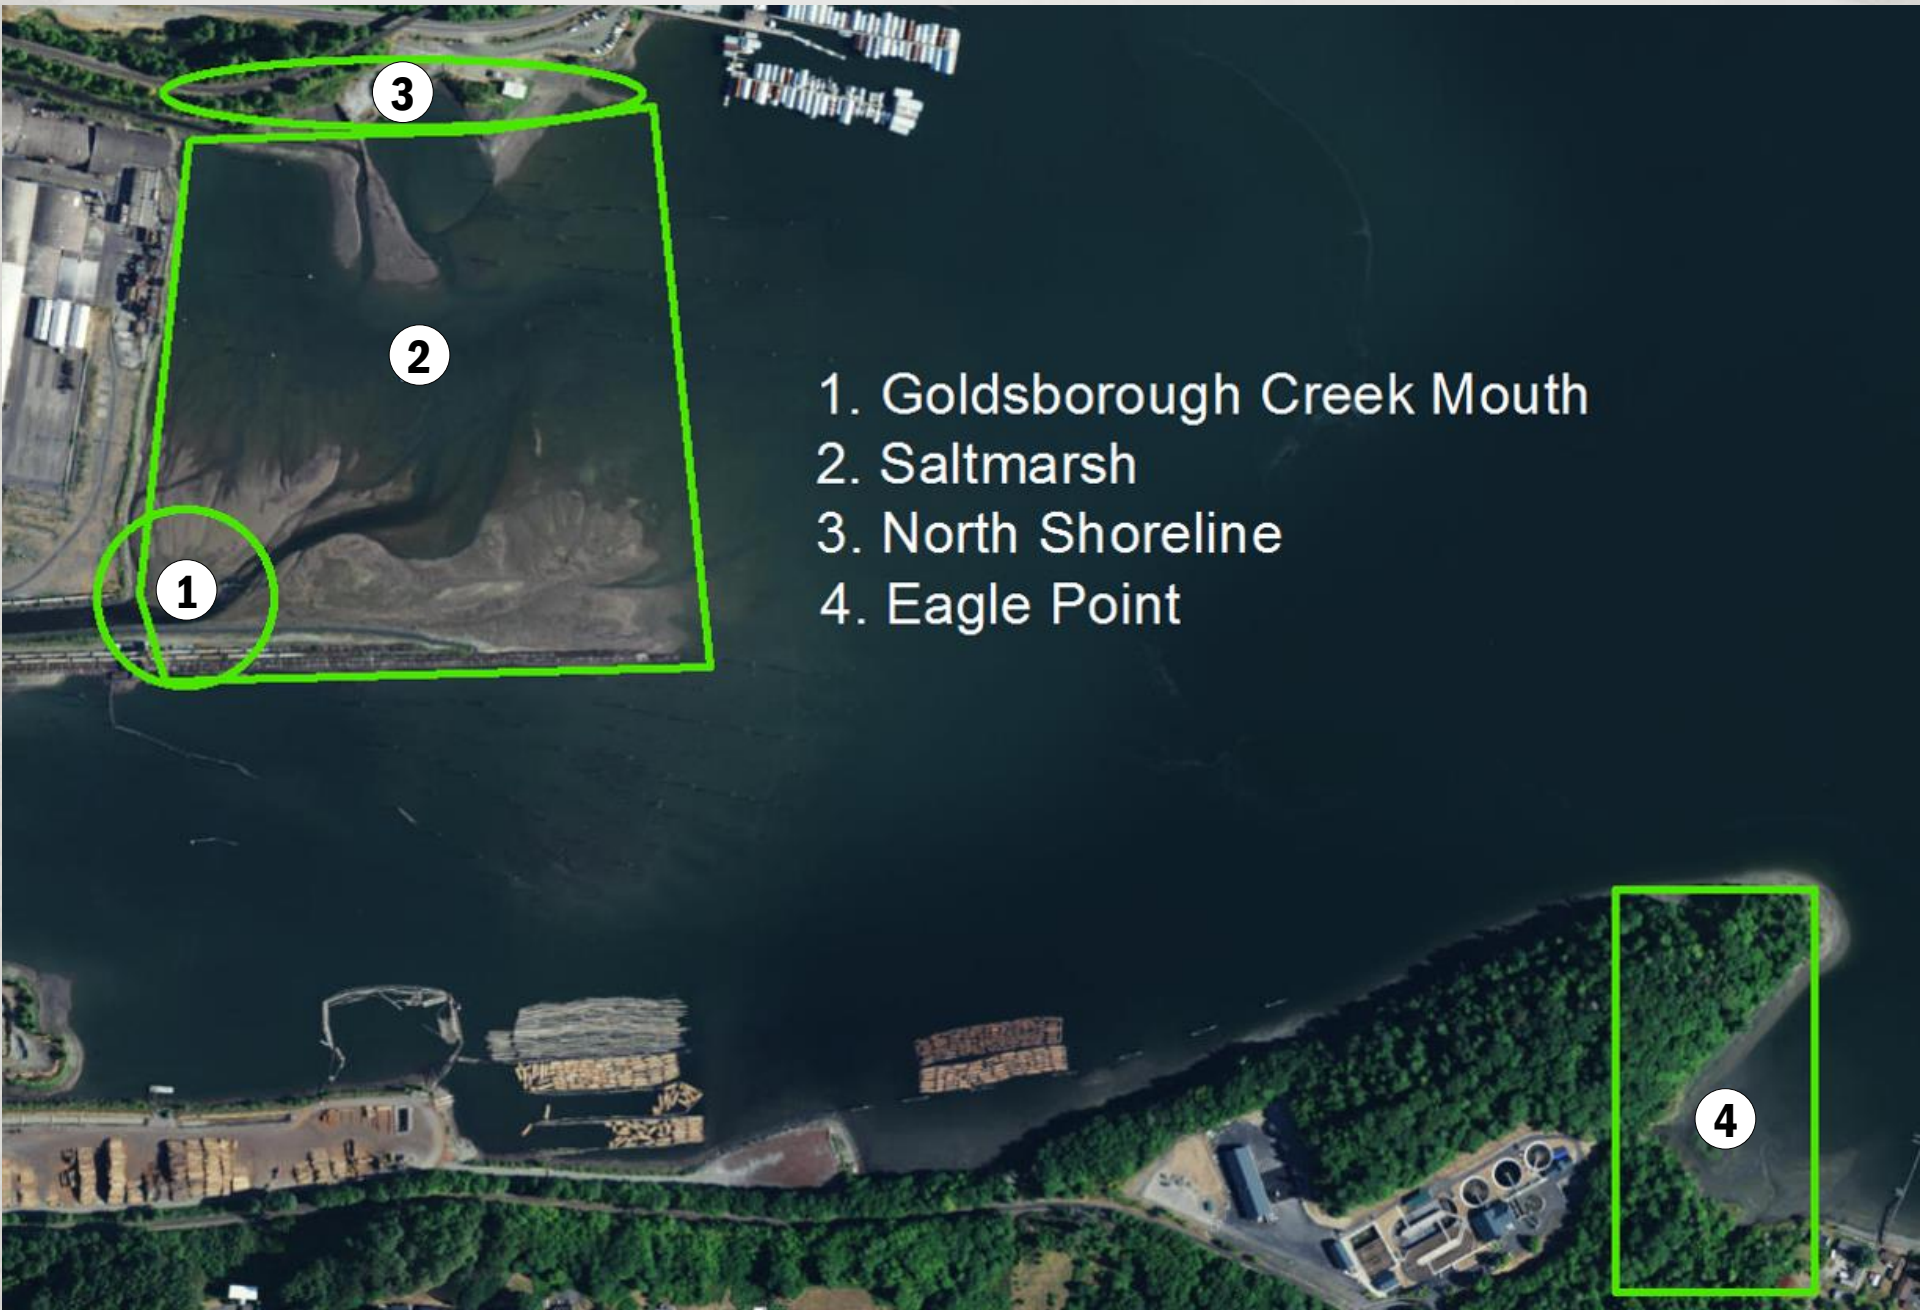 3
2
1. Goldsborough Creek Mouth
2. Saltmarsh
3. North Shoreline
4. Eagle Point
1
4